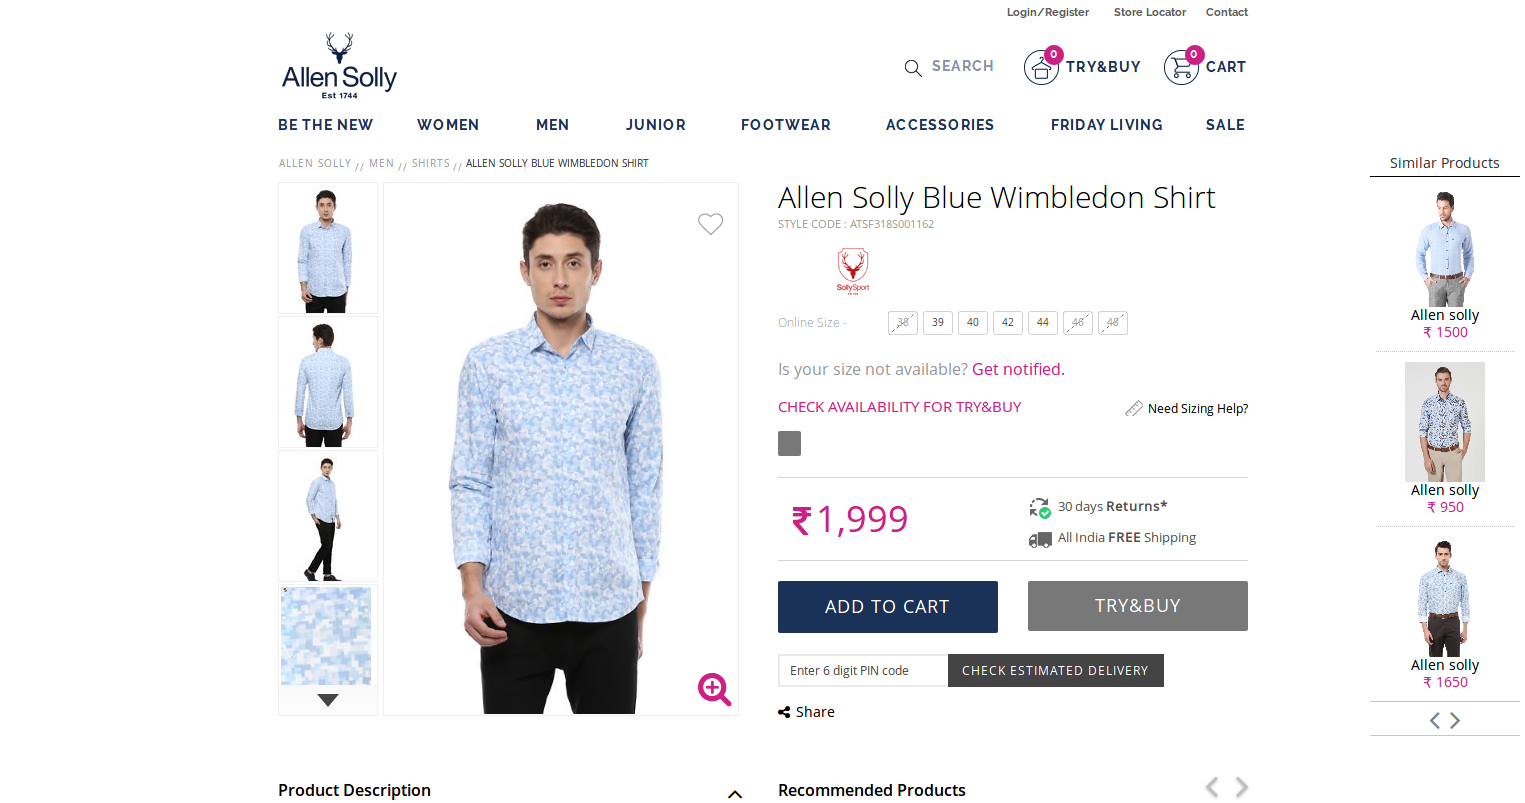 Login/Register Store Locator Contact
Allen Solly
Est 1744
SEARCH 0 TRY&BUY 0 CART
BE THE NEW WOMEN MEN JUNIOR FOOTWEAR ACCESSORIES FRIDAY LIVING SALE
ALLEN SOLLY // MEN // SHIRTS // ALLEN SOLLY BLUE WIMBLEDON SHIRT
Allen Solly Blue Wimbledon Shirt
STYLE CODE : ATSF318S001162
SollySport
Online Size - 38 39 40 42 44 46 48
Is your size not available? Get notified.
CHECK AVAILABILITY FOR TRY&BUY Need Sizing Help?
₹1,999
30 days Returns*
All India FREE Shipping
ADD TO CART TRY&BUY
Enter 6 digit PIN code CHECK ESTIMATED DELIVERY
Share
Similar Products
Allen solly
₹ 1500
Allen solly
₹ 950
Allen solly
₹ 1650
Product Description Recommended Products